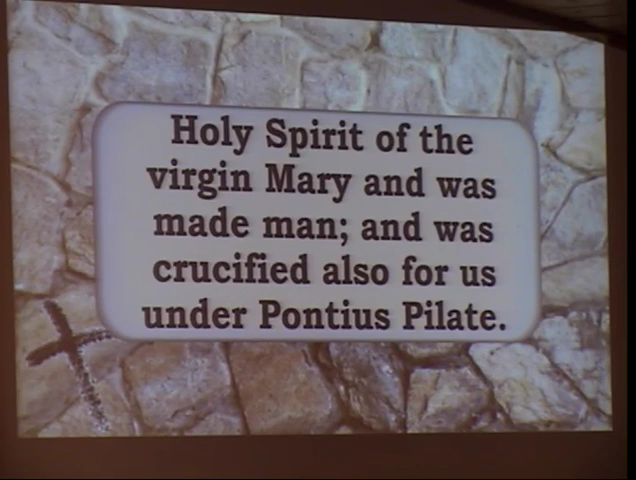 Holy Spirit of the
virgin Mary and was
made man; and was
crucified also for us
under Pontius Pilate.